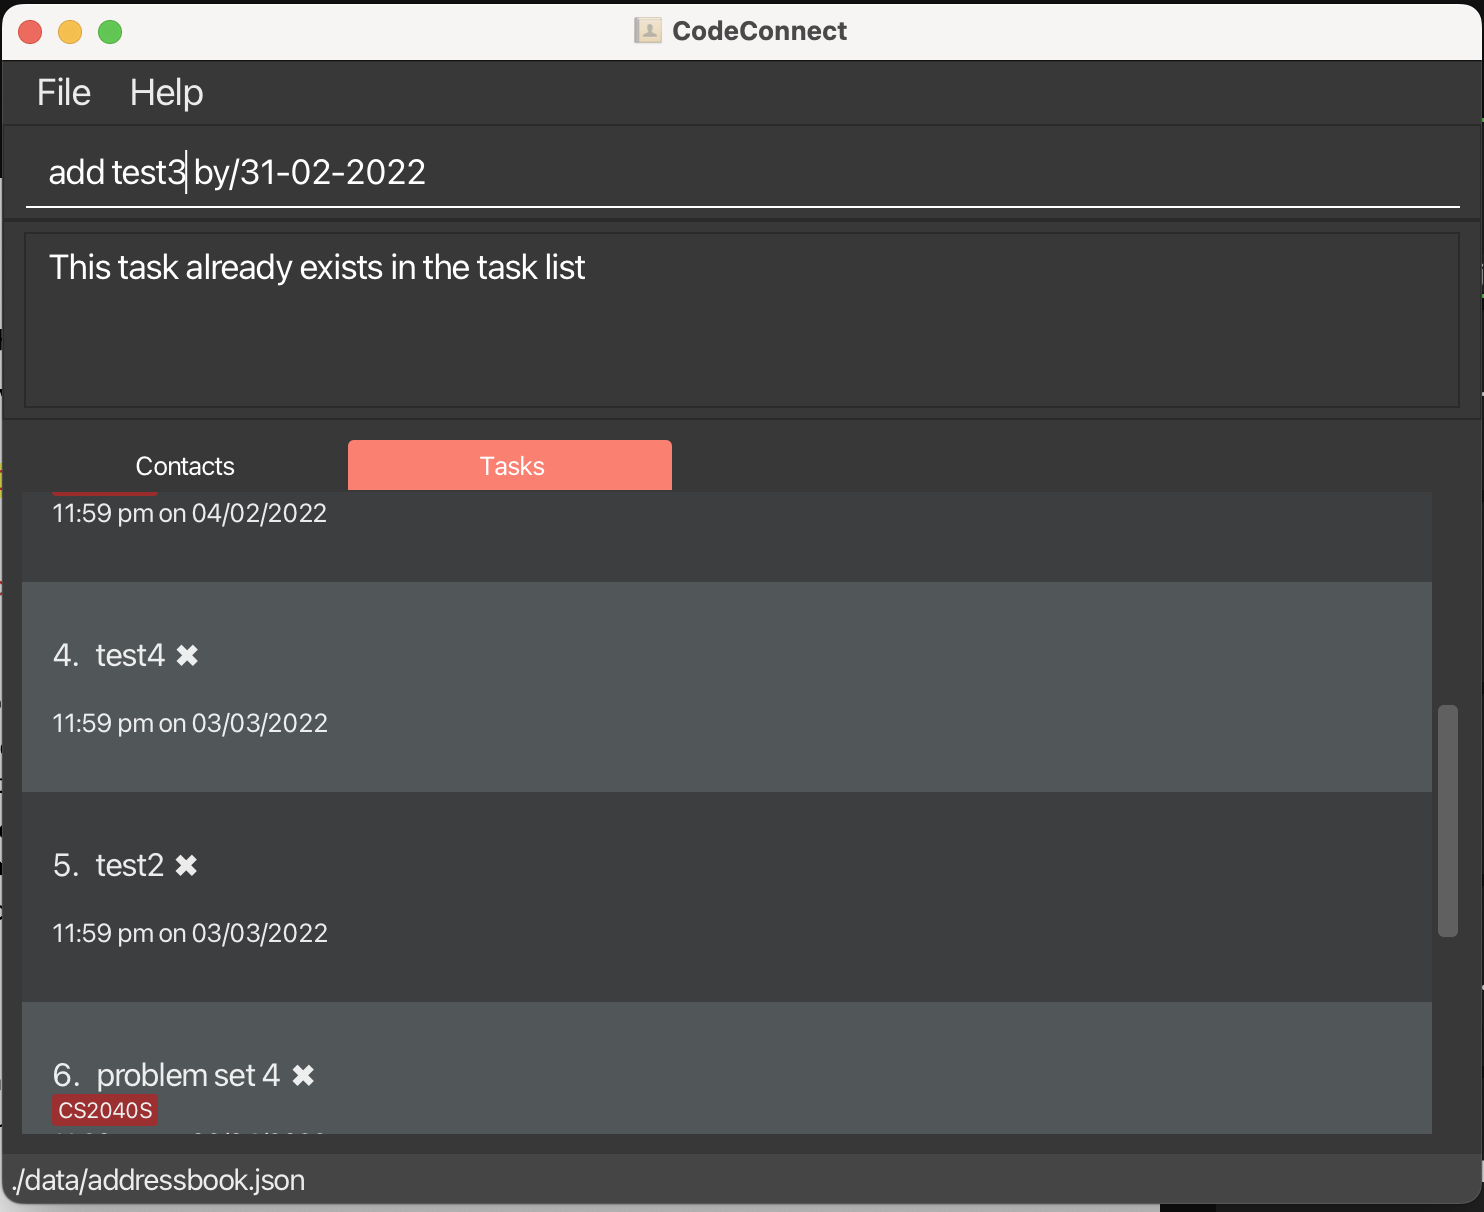 CodeConnect
File Help
add test3 by/31-02-2022
This task already exists in the task list
Contacts Tasks
11:59 pm on 04/02/2022
4. test4 ✖
11:59 pm on 03/03/2022
5. test2 ✖
11:59 pm on 03/03/2022
6. problem set 4 ✖
CS2040S
./data/addressbook.json